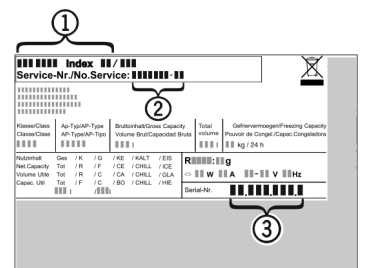 1
Index /
Service-Nr./No.Service: -
2
Klasse/Class Ap-Typ/AP-Type Bruttoinhalt/Gross Capacity Total Gefriervermoegen/Freezing Capacity
Classe/Class AP-Type/AP-Tipo Volume Brut/Capacidad Bruta volume Pouvoir de Congel./Capac.Congeladora
l l kg / 24 h
Nutzinhalt Ges / K / G / KE / KALT / EIS R : g
Net.Capacity Tot / R / F / CE / CHILL / ICE
Volume Utile Tot / R / C / CA / CHILL / GLA W A - V Hz
Capac. Util Tot / F / C / BO / CHILL / HIE
l / l Serial-Nr. . . .
3